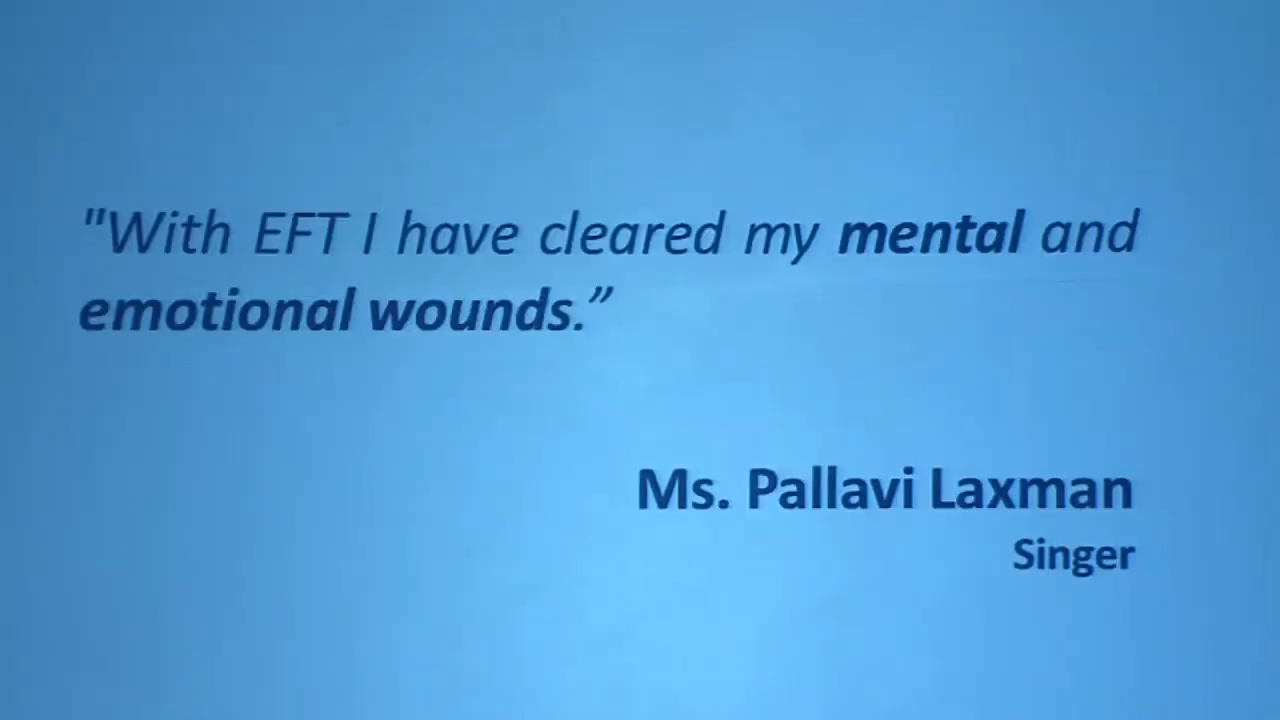 "With EFT I have cleared my mental and
emotional wounds.”
Ms. Pallavi Laxman
Singer